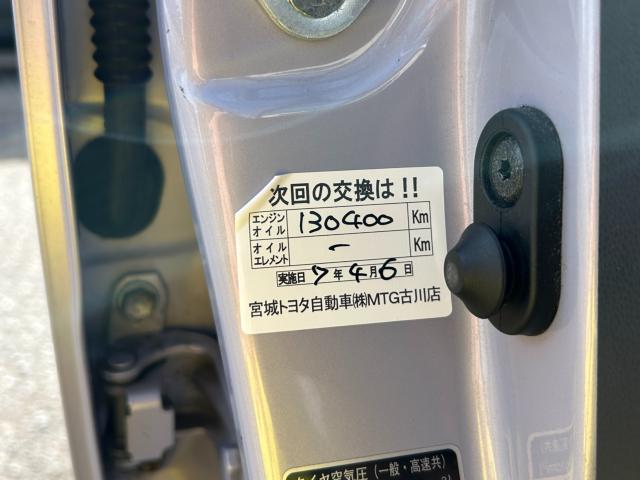 次回の交換は!!
エンジンオイル 130400 Km
オイルエレメント ー Km
実施日 7年4月6日
宮城トヨタ自動車㈱MTG古川店
タイヤ空気圧(一般・高速共)